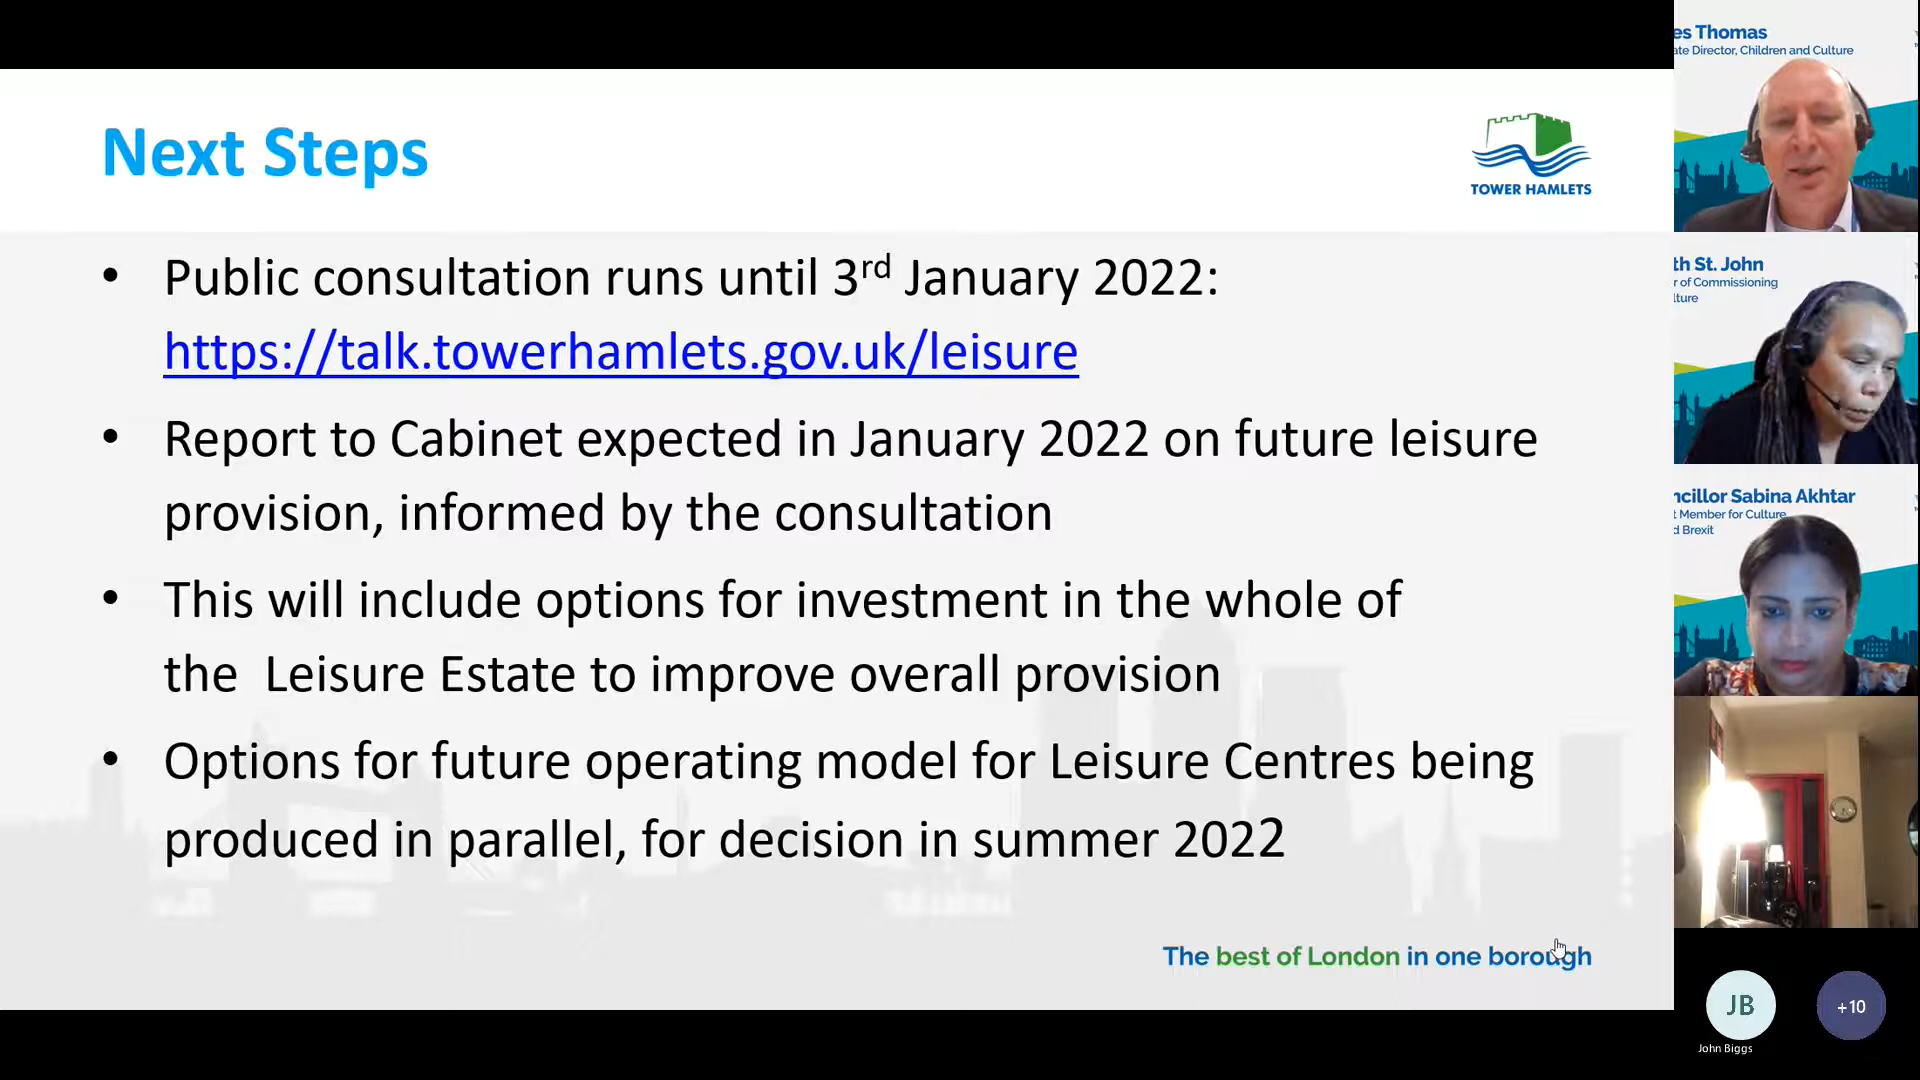 Next Steps
TOWER HAMLETS
• Public consultation runs until 3rd January 2022:
https://talk.towerhamlets.gov.uk/leisure
• Report to Cabinet expected in January 2022 on future leisure
provision, informed by the consultation
• This will include options for investment in the whole of
the  Leisure Estate to improve overall provision
• Options for future operating model for Leisure Centres being
produced in parallel, for decision in summer 2022
The best of London in one borough
es Thomas
ate Director, Children and Culture
th St. John
r of Commissioning
lture
ncillor Sabina Akhtar
t Member for Culture
d Brexit
JB
+10
John Biggs